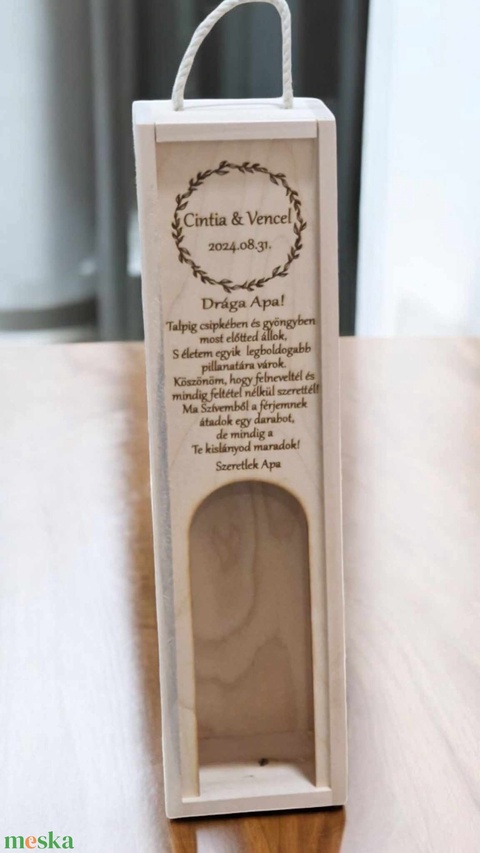 Cintia & Vencel
2024.08.31.
Drága Apa!
Talpig csipkében és gyöngyben
most előtted állok,
S életem egyik legboldogabb
pillanatára várok.
Köszönöm, hogy felneveltél és
mindig feltétel nélkül szerettél!
Ma Szívemből a férjemnek
átadok egy darabot,
de mindig a
Te kislányod maradok!
Szeretlek Apa
meska